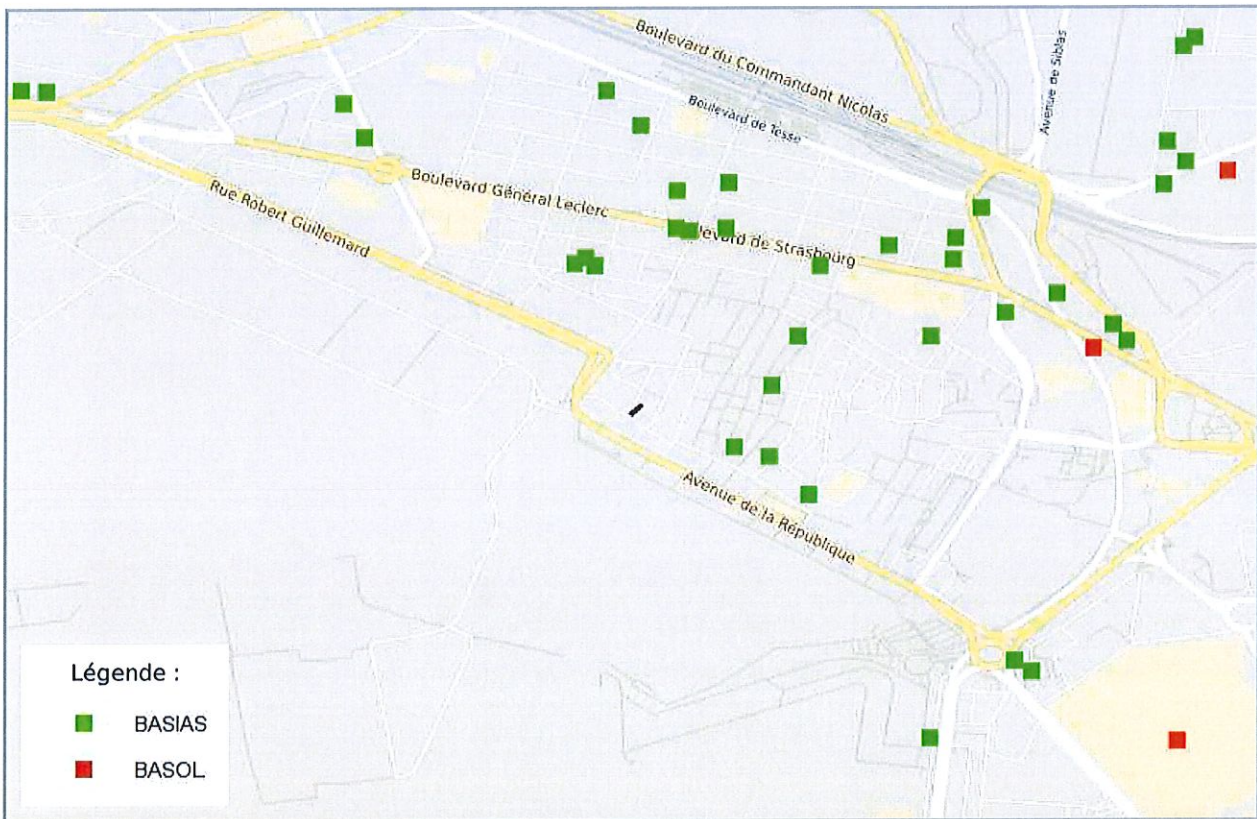 Boulevard du Commandant Nicolas
Boulevard de Tessé
Avenue de Siblas
Boulevard Général Leclerc
levard de Strasbourg
Rue Robert Guillemard
Avenue de la République
Légende :
BASIAS
BASOL